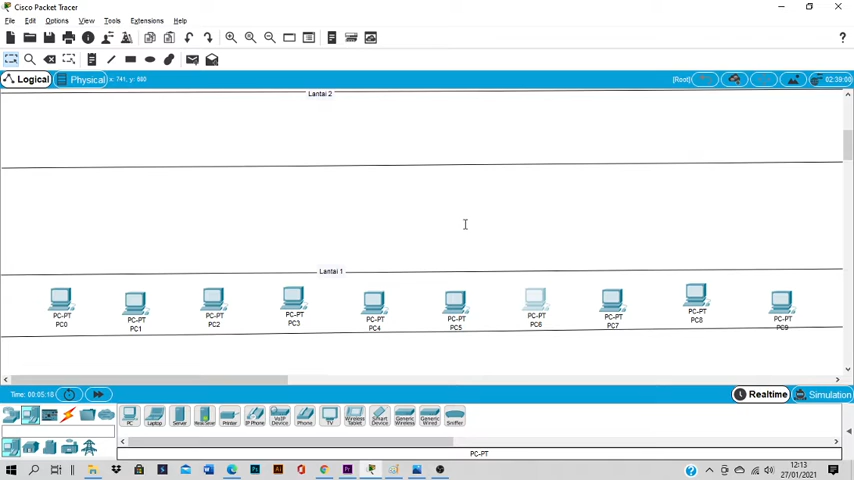 Cisco Packet Tracer
File Edit Options View Tools Extensions Help
?
Logical Physical x: 741, y: 680 [Root] 02:39:00
Lantai 2
Lantai 1
PC-PT PC0
PC-PT PC1
PC-PT PC2
PC-PT PC3
PC-PT PC4
PC-PT PC5
PC-PT PC6
PC-PT PC7
PC-PT PC8
PC-PT PC9
Time: 00:05:18 Realtime Simulation
PC Laptop Server Printer IP Phone VoIP Device Phone TV Wireless Tablet Smart Device Generic Wireless Generic Wired Sniffer
PC-PT
12:13
27/01/2021